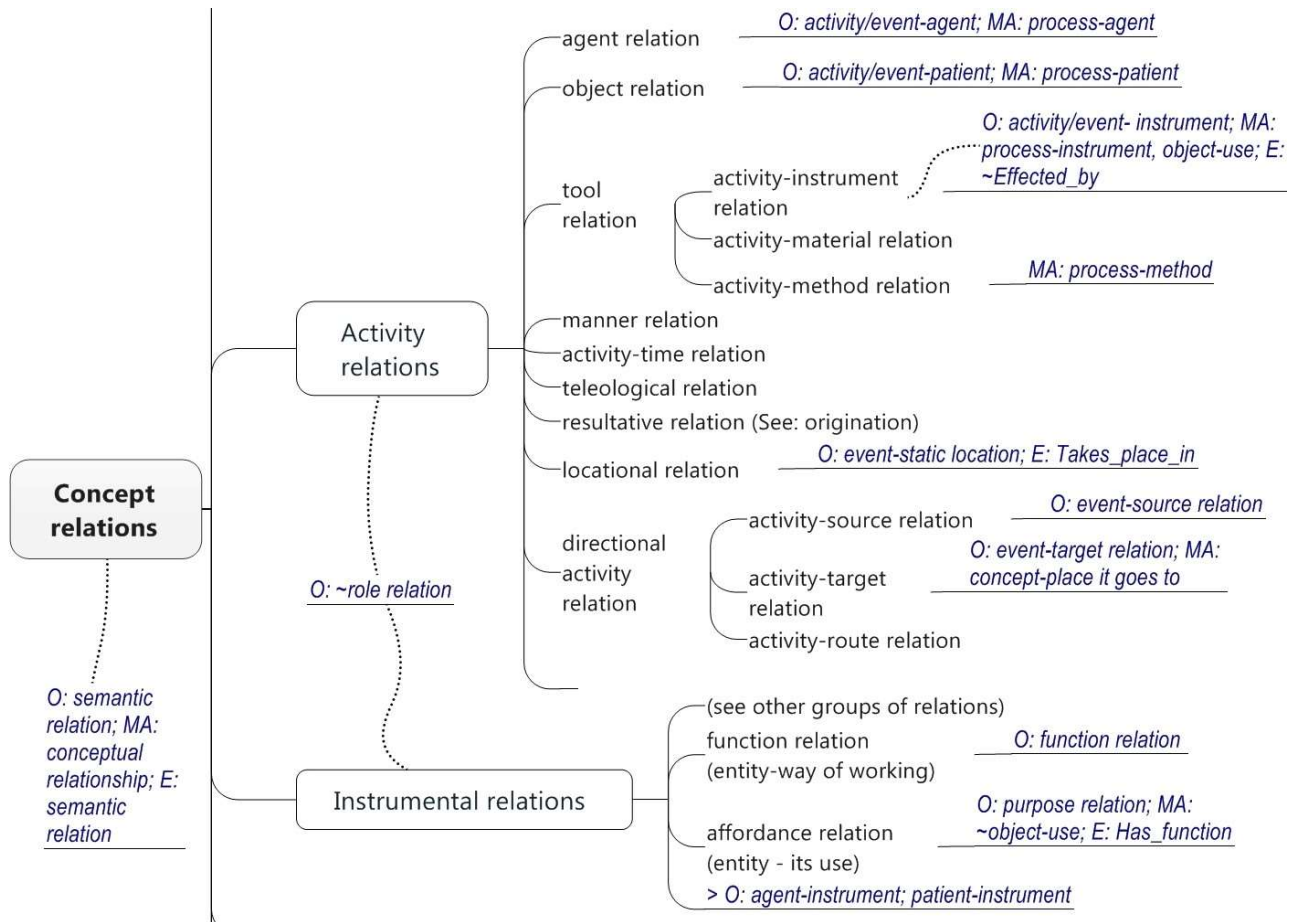 O: activity/event-agent; MA: process-agent
agent relation
O: activity/event-patient; MA: process-patient
object relation
O: activity/event- instrument; MA:
process-instrument, object-use; E:
~Effected_by
tool
relation
activity-instrument
relation
activity-material relation
activity-method relation
MA: process-method
Activity
relations
manner relation
activity-time relation
teleological relation
resultative relation (See: origination)
locational relation
O: event-static location; E: Takes_place_in
Concept
relations
directional
activity
relation
activity-source relation
O: event-source relation
activity-target
relation
O: event-target relation; MA:
concept-place it goes to
activity-route relation
O: ~role relation
O: semantic
relation; MA:
conceptual
relationship; E:
semantic
relation
Instrumental relations
(see other groups of relations)
function relation
(entity-way of working)
O: function relation
affordance relation
(entity - its use)
O: purpose relation; MA:
~object-use; E: Has_function
> O: agent-instrument; patient-instrument